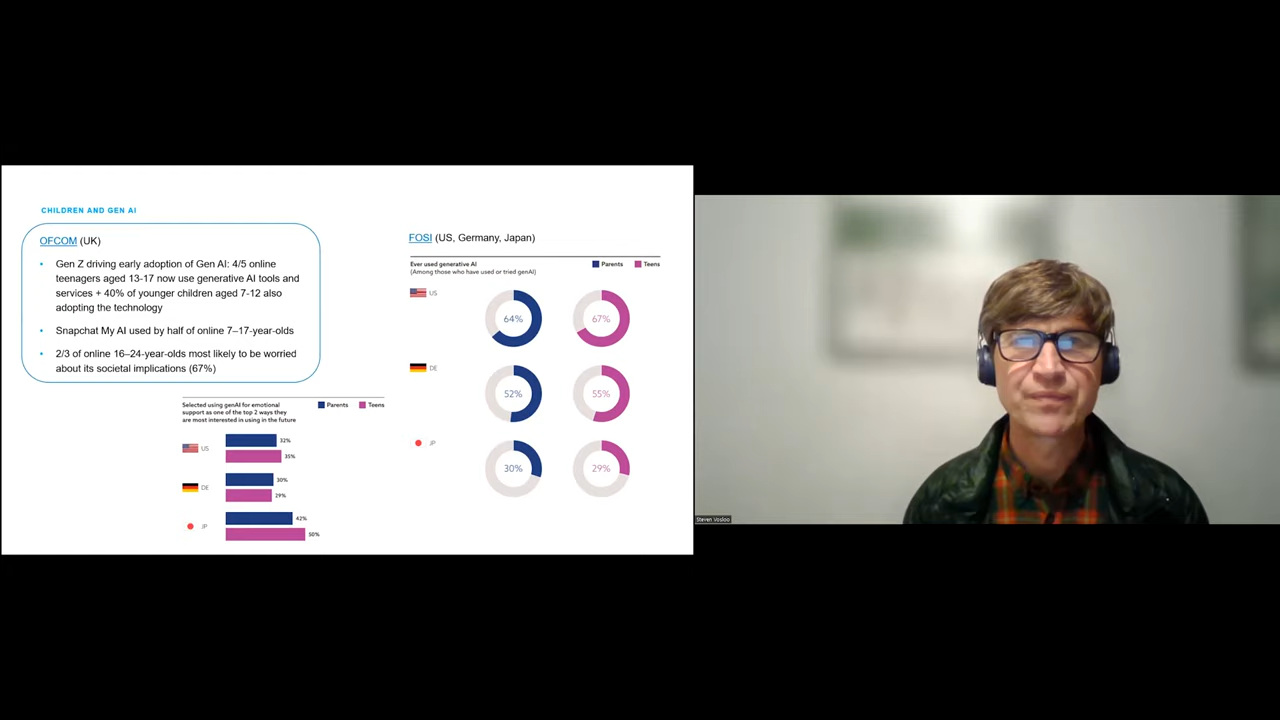 CHILDREN AND GEN AI
OFCOM (UK)
• Gen Z driving early adoption of Gen AI: 4/5 online
teenagers aged 13-17 now use generative AI tools and
services + 40% of younger children aged 7-12 also
adopting the technology
• Snapchat My AI used by half of online 7–17-year-olds
• 2/3 of online 16–24-year-olds most likely to be worried
about its societal implications (67%)
Selected using genAI for emotional
support as one of the top 2 ways they
are most interested in using in the future
Parents Teens
US
32%
35%
DE
30%
29%
JP
42%
50%
FOSI (US, Germany, Japan)
Ever used generative AI
(Among those who have used or tried genAI)
Parents Teens
US
64% 67%
DE
52% 55%
JP
30% 29%
Steven Vosloo